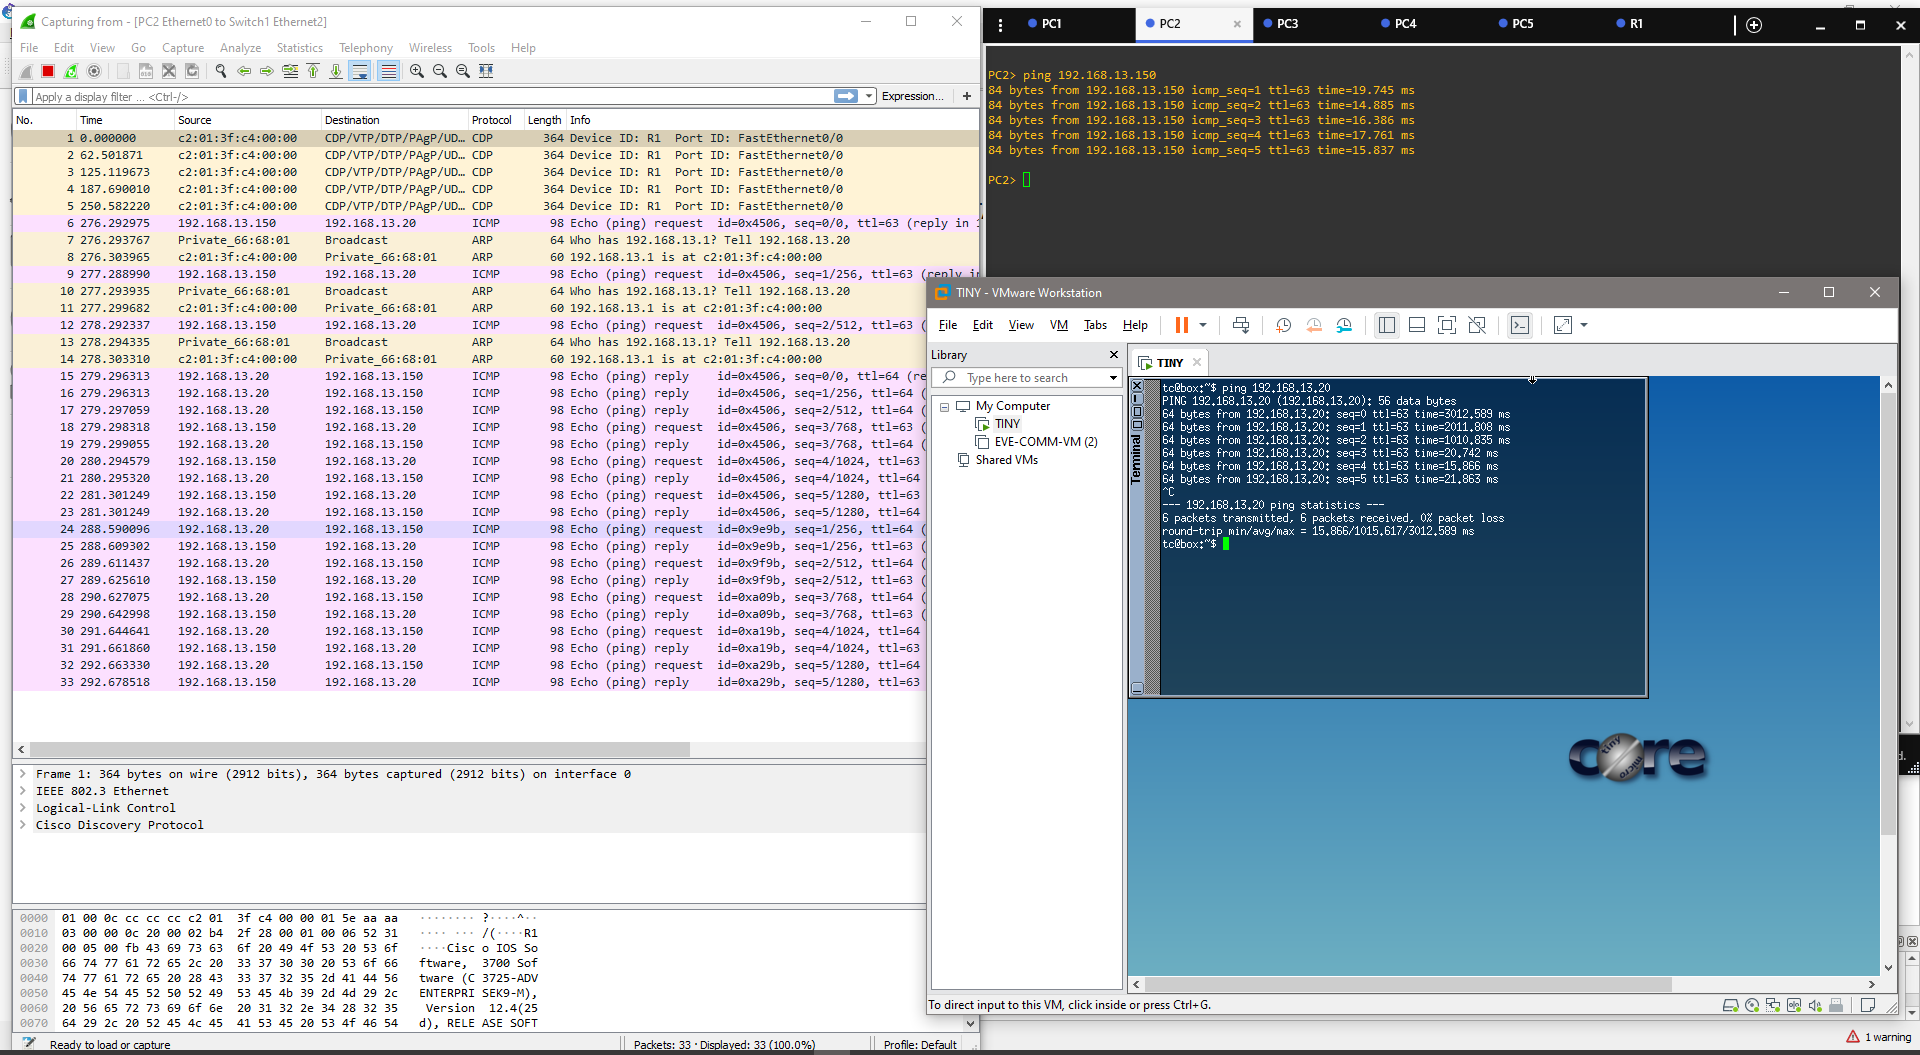 Capturing from - [PC2 Ethernet0 to Switch1 Ethernet2]
File Edit View Go Capture Analyze Statistics Telephony Wireless Tools Help
Apply a display filter ... <Ctrl-/> Expression... +
No. Time Source Destination Protocol Length Info
1 0.000000 c2:01:3f:c4:00:00 CDP/VTP/DTP/PAgP/UD… CDP 364 Device ID: R1 Port ID: FastEthernet0/0
2 62.501871 c2:01:3f:c4:00:00 CDP/VTP/DTP/PAgP/UD… CDP 364 Device ID: R1 Port ID: FastEthernet0/0
3 125.119673 c2:01:3f:c4:00:00 CDP/VTP/DTP/PAgP/UD… CDP 364 Device ID: R1 Port ID: FastEthernet0/0
4 187.690010 c2:01:3f:c4:00:00 CDP/VTP/DTP/PAgP/UD… CDP 364 Device ID: R1 Port ID: FastEthernet0/0
5 250.582220 c2:01:3f:c4:00:00 CDP/VTP/DTP/PAgP/UD… CDP 364 Device ID: R1 Port ID: FastEthernet0/0
6 276.292975 192.168.13.150 192.168.13.20 ICMP 98 Echo (ping) request id=0x4506, seq=0/0, ttl=63 (reply in 1
7 276.293767 Private_66:68:01 Broadcast ARP 64 Who has 192.168.13.1? Tell 192.168.13.20
8 276.303965 c2:01:3f:c4:00:00 Private_66:68:01 ARP 60 192.168.13.1 is at c2:01:3f:c4:00:00
9 277.288990 192.168.13.150 192.168.13.20 ICMP 98 Echo (ping) request id=0x4506, seq=1/256, ttl=63 (reply in
10 277.293935 Private_66:68:01 Broadcast ARP 64 Who has 192.168.13.1? Tell 192.168.13.20
11 277.299682 c2:01:3f:c4:00:00 Private_66:68:01 ARP 60 192.168.13.1 is at c2:01:3f:c4:00:00
12 278.292337 192.168.13.150 192.168.13.20 ICMP 98 Echo (ping) request id=0x4506, seq=2/512, ttl=63 (
13 278.294335 Private_66:68:01 Broadcast ARP 64 Who has 192.168.13.1? Tell 192.168.13.20
14 278.303310 c2:01:3f:c4:00:00 Private_66:68:01 ARP 60 192.168.13.1 is at c2:01:3f:c4:00:00
15 279.296313 192.168.13.20 192.168.13.150 ICMP 98 Echo (ping) reply id=0x4506, seq=0/0, ttl=64 (re
16 279.296313 192.168.13.20 192.168.13.150 ICMP 98 Echo (ping) reply id=0x4506, seq=1/256, ttl=64 (
17 279.297059 192.168.13.20 192.168.13.150 ICMP 98 Echo (ping) reply id=0x4506, seq=2/512, ttl=64 (
18 279.298318 192.168.13.150 192.168.13.20 ICMP 98 Echo (ping) request id=0x4506, seq=3/768, ttl=63 (
19 279.299055 192.168.13.20 192.168.13.150 ICMP 98 Echo (ping) reply id=0x4506, seq=3/768, ttl=64 (
20 280.294579 192.168.13.150 192.168.13.20 ICMP 98 Echo (ping) request id=0x4506, seq=4/1024, ttl=63
21 280.295320 192.168.13.20 192.168.13.150 ICMP 98 Echo (ping) reply id=0x4506, seq=4/1024, ttl=64
22 281.301249 192.168.13.150 192.168.13.20 ICMP 98 Echo (ping) request id=0x4506, seq=5/1280, ttl=63
23 281.301249 192.168.13.20 192.168.13.150 ICMP 98 Echo (ping) reply id=0x4506, seq=5/1280, ttl=64
24 288.590096 192.168.13.20 192.168.13.150 ICMP 98 Echo (ping) request id=0x9e9b, seq=1/256, ttl=64 (
25 288.609302 192.168.13.150 192.168.13.20 ICMP 98 Echo (ping) reply id=0x9e9b, seq=1/256, ttl=63 (
26 289.611437 192.168.13.20 192.168.13.150 ICMP 98 Echo (ping) request id=0x9f9b, seq=2/512, ttl=64 (
27 289.625610 192.168.13.150 192.168.13.20 ICMP 98 Echo (ping) reply id=0x9f9b, seq=2/512, ttl=63 (
28 290.627075 192.168.13.20 192.168.13.150 ICMP 98 Echo (ping) request id=0xa09b, seq=3/768, ttl=64 (
29 290.642998 192.168.13.150 192.168.13.20 ICMP 98 Echo (ping) reply id=0xa09b, seq=3/768, ttl=63 (
30 291.644641 192.168.13.20 192.168.13.150 ICMP 98 Echo (ping) request id=0xa19b, seq=4/1024, ttl=64
31 291.661860 192.168.13.150 192.168.13.20 ICMP 98 Echo (ping) reply id=0xa19b, seq=4/1024, ttl=63
32 292.663330 192.168.13.20 192.168.13.150 ICMP 98 Echo (ping) request id=0xa29b, seq=5/1280, ttl=64
33 292.678518 192.168.13.150 192.168.13.20 ICMP 98 Echo (ping) reply id=0xa29b, seq=5/1280, ttl=63
Frame 1: 364 bytes on wire (2912 bits), 364 bytes captured (2912 bits) on interface 0
IEEE 802.3 Ethernet
Logical-Link Control
Cisco Discovery Protocol
0000 01 00 0c cc cc cc c2 01 3f c4 00 00 01 5e aa aa ········ ?····^··
0010 03 00 00 0c 20 00 02 b4 2f 28 00 01 00 06 52 31 ···· ··· /(····R1
0020 00 05 00 fb 43 69 73 63 6f 20 49 4f 53 20 53 6f ····Cisc o IOS So
0030 66 74 77 61 72 65 2c 20 33 37 30 30 20 53 6f 66 ftware,  3700 Sof
0040 74 77 61 72 65 20 28 43 33 37 32 35 2d 41 44 56 tware (C 3725-ADV
0050 45 4e 54 45 52 50 52 49 53 45 4b 39 2d 4d 29 2c ENTERPRI SEK9-M),
0060 20 56 65 72 73 69 6f 6e 20 31 32 2e 34 28 32 35 Version 12.4(25
0070 64 29 2c 20 52 45 4c 45 41 53 45 20 53 4f 46 54 d), RELE ASE SOFT
Ready to load or capture Packets: 33 · Displayed: 33 (100.0%) Profile: Default
PC1 PC2 PC3 PC4 PC5 R1
PC2> ping 192.168.13.150
84 bytes from 192.168.13.150 icmp_seq=1 ttl=63 time=19.745 ms
84 bytes from 192.168.13.150 icmp_seq=2 ttl=63 time=14.885 ms
84 bytes from 192.168.13.150 icmp_seq=3 ttl=63 time=16.386 ms
84 bytes from 192.168.13.150 icmp_seq=4 ttl=63 time=17.761 ms
84 bytes from 192.168.13.150 icmp_seq=5 ttl=63 time=15.837 ms
PC2>
TINY - VMware Workstation
File Edit View VM Tabs Help
Library
Type here to search
My Computer
TINY
EVE-COMM-VM (2)
Shared VMs
TINY
Terminal
tc@box:~$ ping 192.168.13.20
PING 192.168.13.20 (192.168.13.20): 56 data bytes
64 bytes from 192.168.13.20: seq=0 ttl=63 time=3012.589 ms
64 bytes from 192.168.13.20: seq=1 ttl=63 time=2011.808 ms
64 bytes from 192.168.13.20: seq=2 ttl=63 time=1010.835 ms
64 bytes from 192.168.13.20: seq=3 ttl=63 time=20.742 ms
64 bytes from 192.168.13.20: seq=4 ttl=63 time=15.866 ms
64 bytes from 192.168.13.20: seq=5 ttl=63 time=21.863 ms
^C
--- 192.168.13.20 ping statistics ---
6 packets transmitted, 6 packets received, 0% packet loss
round-trip min/avg/max = 15.866/1015.617/3012.589 ms
tc@box:~$
core
tiny
micro
d.
To direct input to this VM, click inside or press Ctrl+G.
1 warning